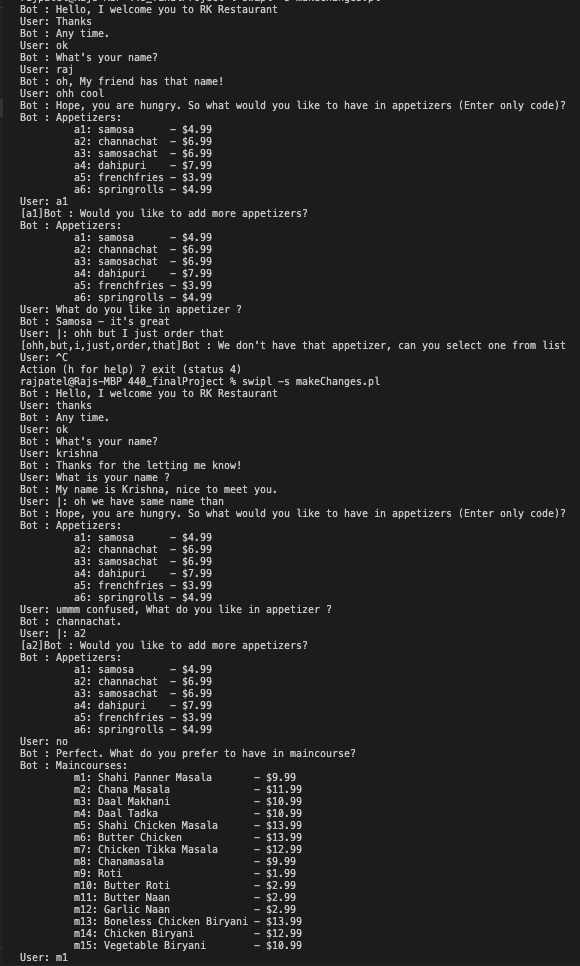 Bot : Hello, I welcome you to RK Restaurant
User: Thanks
Bot : Any time.
User: ok
Bot : What's your name?
User: raj
Bot : oh, My friend has that name!
User: ohh cool
Bot : Hope, you are hungry. So what would you like to have in appetizers (Enter only code)?
Bot : Appetizers:
a1: samosa - $4.99
a2: channachat - $6.99
a3: samosachat - $6.99
a4: dahipuri - $7.99
a5: frenchfries - $3.99
a6: springrolls - $4.99
User: a1
[a1]Bot : Would you like to add more appetizers?
Bot : Appetizers:
a1: samosa - $4.99
a2: channachat - $6.99
a3: samosachat - $6.99
a4: dahipuri - $7.99
a5: frenchfries - $3.99
a6: springrolls - $4.99
User: What do you like in appetizer ?
Bot : Samosa - it's great
User: |: ohh but I just order that
[ohh,but,i,just,order,that]Bot : We don't have that appetizer, can you select one from list
User: ^C
Action (h for help) ? exit (status 4)
rajpatel@Rajs-MBP 440_finalProject % swipl -s makeChanges.pl
Bot : Hello, I welcome you to RK Restaurant
User: thanks
Bot : Any time.
User: ok
Bot : What's your name?
User: krishna
Bot : Thanks for the letting me know!
User: What is your name ?
Bot : My name is Krishna, nice to meet you.
User: |: oh we have same name than
Bot : Hope, you are hungry. So what would you like to have in appetizers (Enter only code)?
Bot : Appetizers:
a1: samosa - $4.99
a2: channachat - $6.99
a3: samosachat - $6.99
a4: dahipuri - $7.99
a5: frenchfries - $3.99
a6: springrolls - $4.99
User: ummm confused, What do you like in appetizer ?
Bot : channachat.
User: |: a2
[a2]Bot : Would you like to add more appetizers?
Bot : Appetizers:
a1: samosa - $4.99
a2: channachat - $6.99
a3: samosachat - $6.99
a4: dahipuri - $7.99
a5: frenchfries - $3.99
a6: springrolls - $4.99
User: no
Bot : Perfect. What do you prefer to have in maincourse?
Bot : Maincourses:
m1: Shahi Panner Masala - $9.99
m2: Chana Masala - $11.99
m3: Daal Makhani - $10.99
m4: Daal Tadka - $10.99
m5: Shahi Chicken Masala - $13.99
m6: Butter Chicken - $13.99
m7: Chicken Tikka Masala - $12.99
m8: Chanamasala - $9.99
m9: Roti - $1.99
m10: Butter Roti - $2.99
m11: Butter Naan - $2.99
m12: Garlic Naan - $2.99
m13: Boneless Chicken Biryani - $13.99
m14: Chicken Biryani - $12.99
m15: Vegetable Biryani - $10.99
User: m1